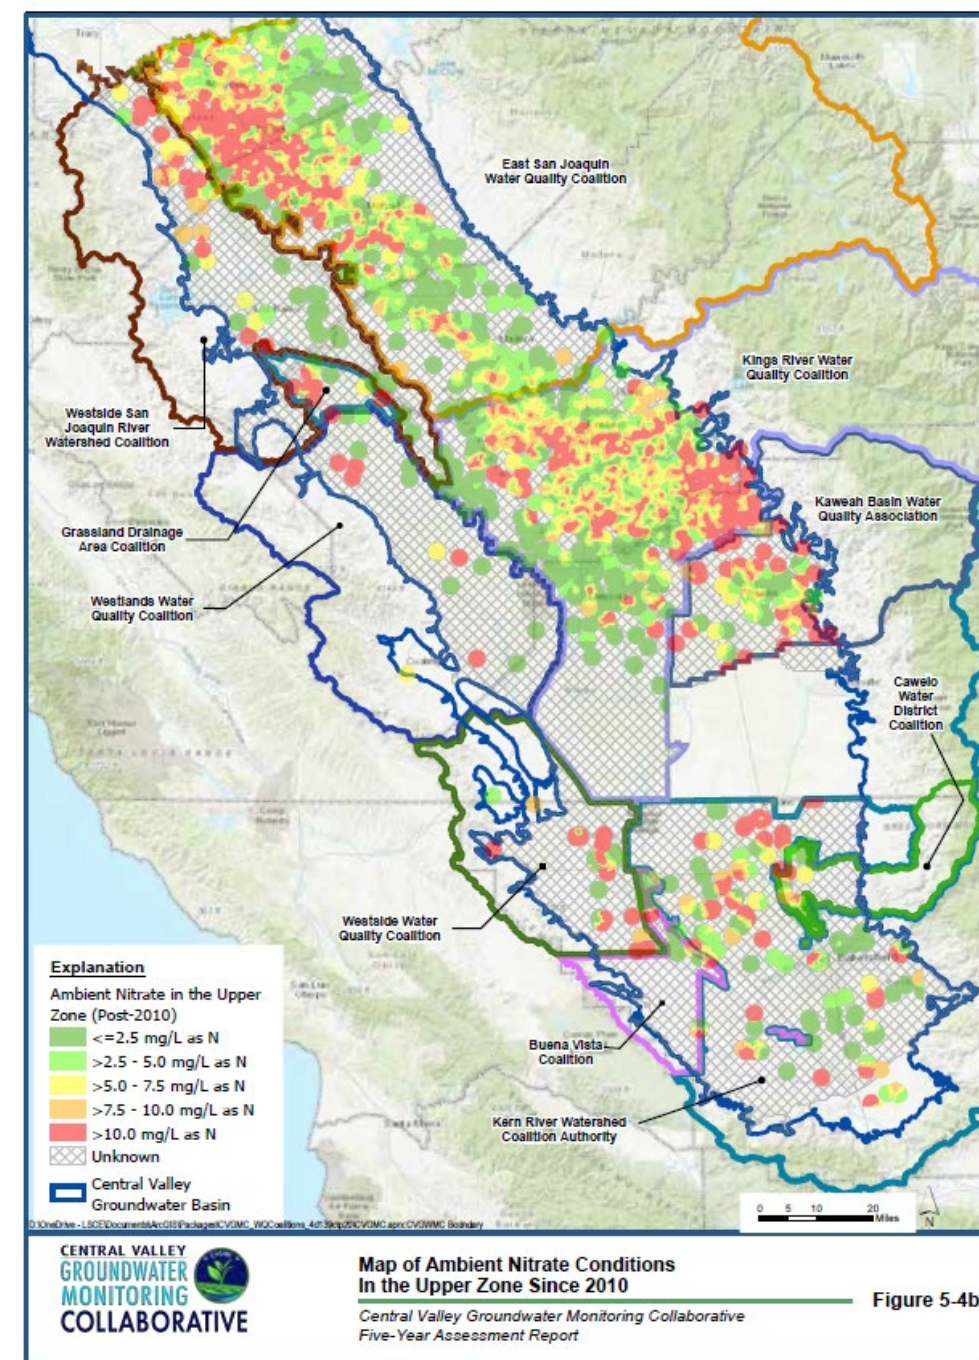 East San Joaquin
Water Quality Coalition
Kings River Water
Quality Coalition
Westside San
Joaquin River
Watershed Coalition
Kaweah Basin Water
Quality Association
Grassland Drainage
Area Coalition
Westlands Water
Quality Coalition
Cawelo
Water
District
Coalition
Westside Water
Quality Coalition
Buena Vista
Coalition
Kern River Watershed
Coalition Authority
Explanation
Ambient Nitrate in the Upper
Zone (Post-2010)
<=2.5 mg/L as N
>2.5 - 5.0 mg/L as N
>5.0 - 7.5 mg/L as N
>7.5 - 10.0 mg/L as N
>10.0 mg/L as N
Unknown
Central Valley
Groundwater Basin
0 5 10 20
Miles
N
CENTRAL VALLEY
GROUNDWATER
MONITORING
COLLABORATIVE
Map of Ambient Nitrate Conditions
In the Upper Zone Since 2010
Central Valley Groundwater Monitoring Collaborative
Five-Year Assessment Report
Figure 5-4b